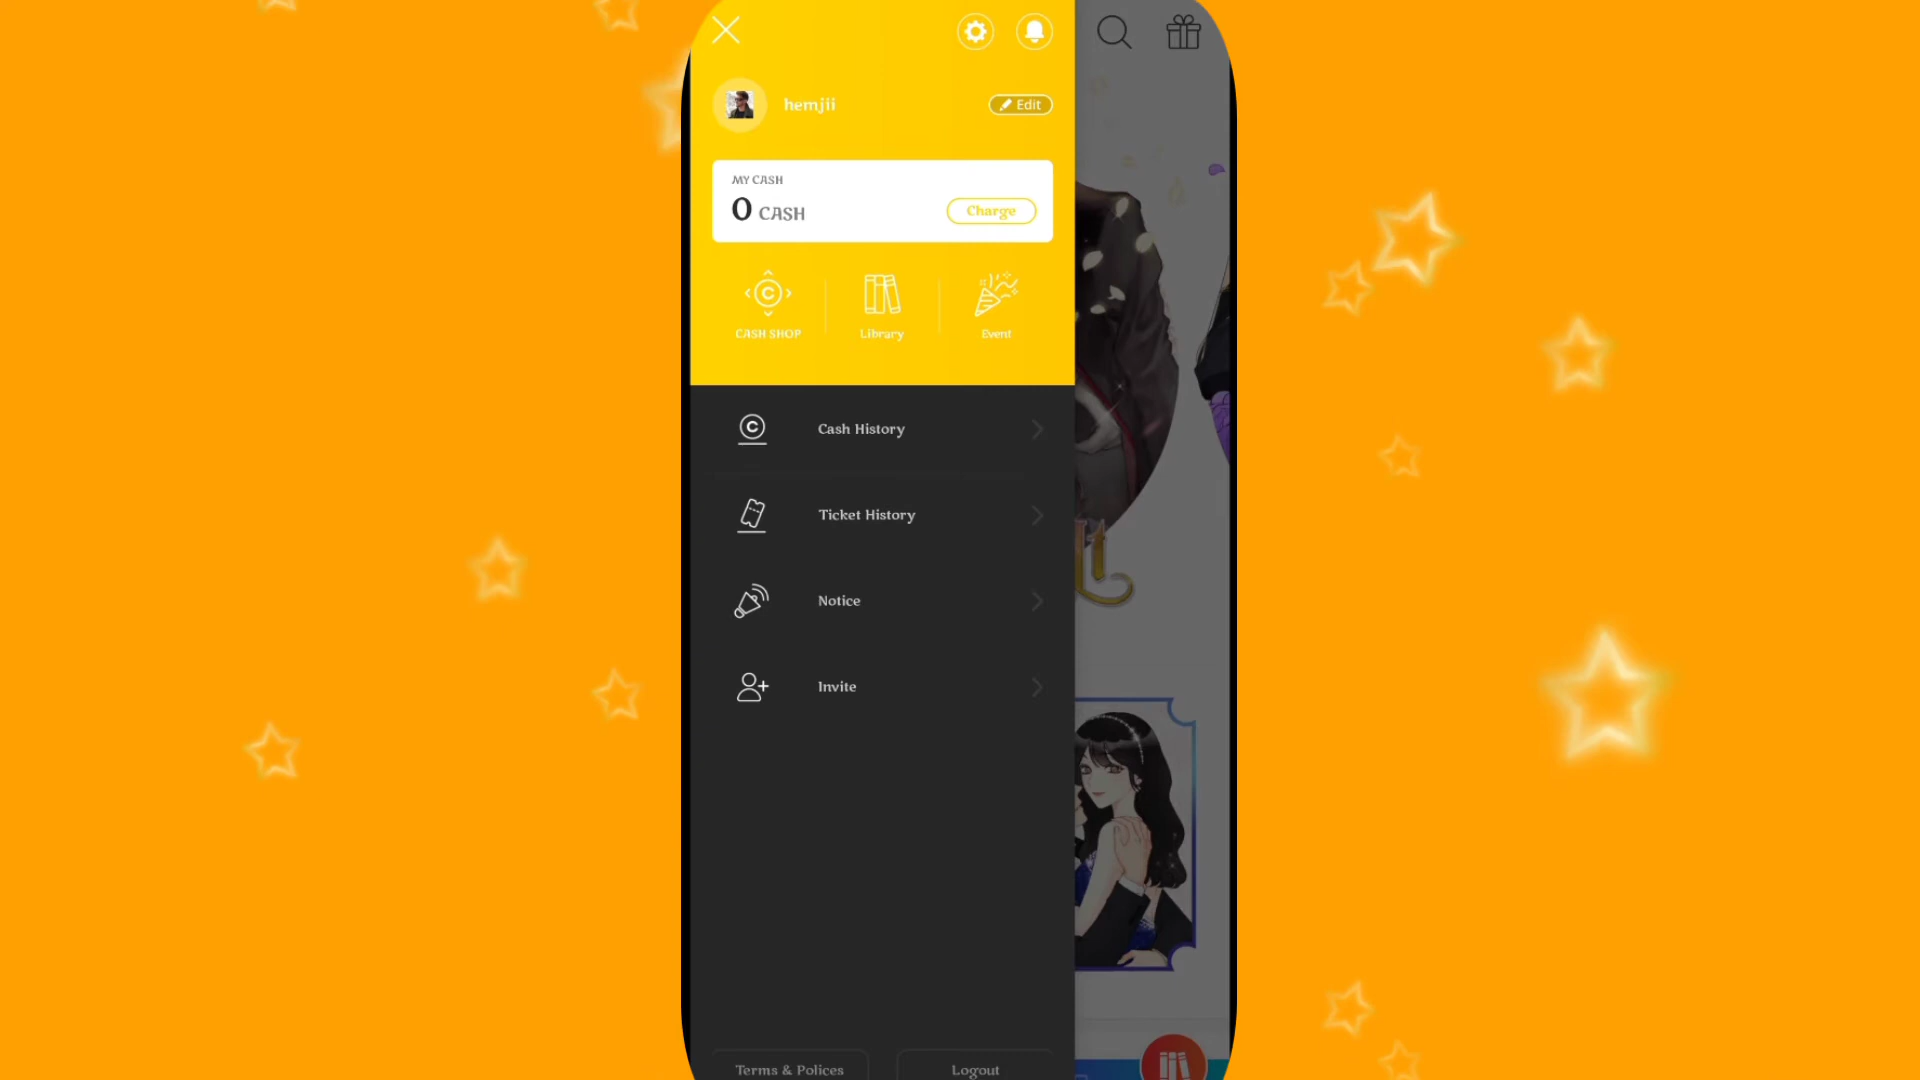 hemjii
Edit
MY CASH
0 CASH
Charge
CASH SHOP
Library
Event
Cash History
Ticket History
Notice
Invite
Terms & Polices
Logout